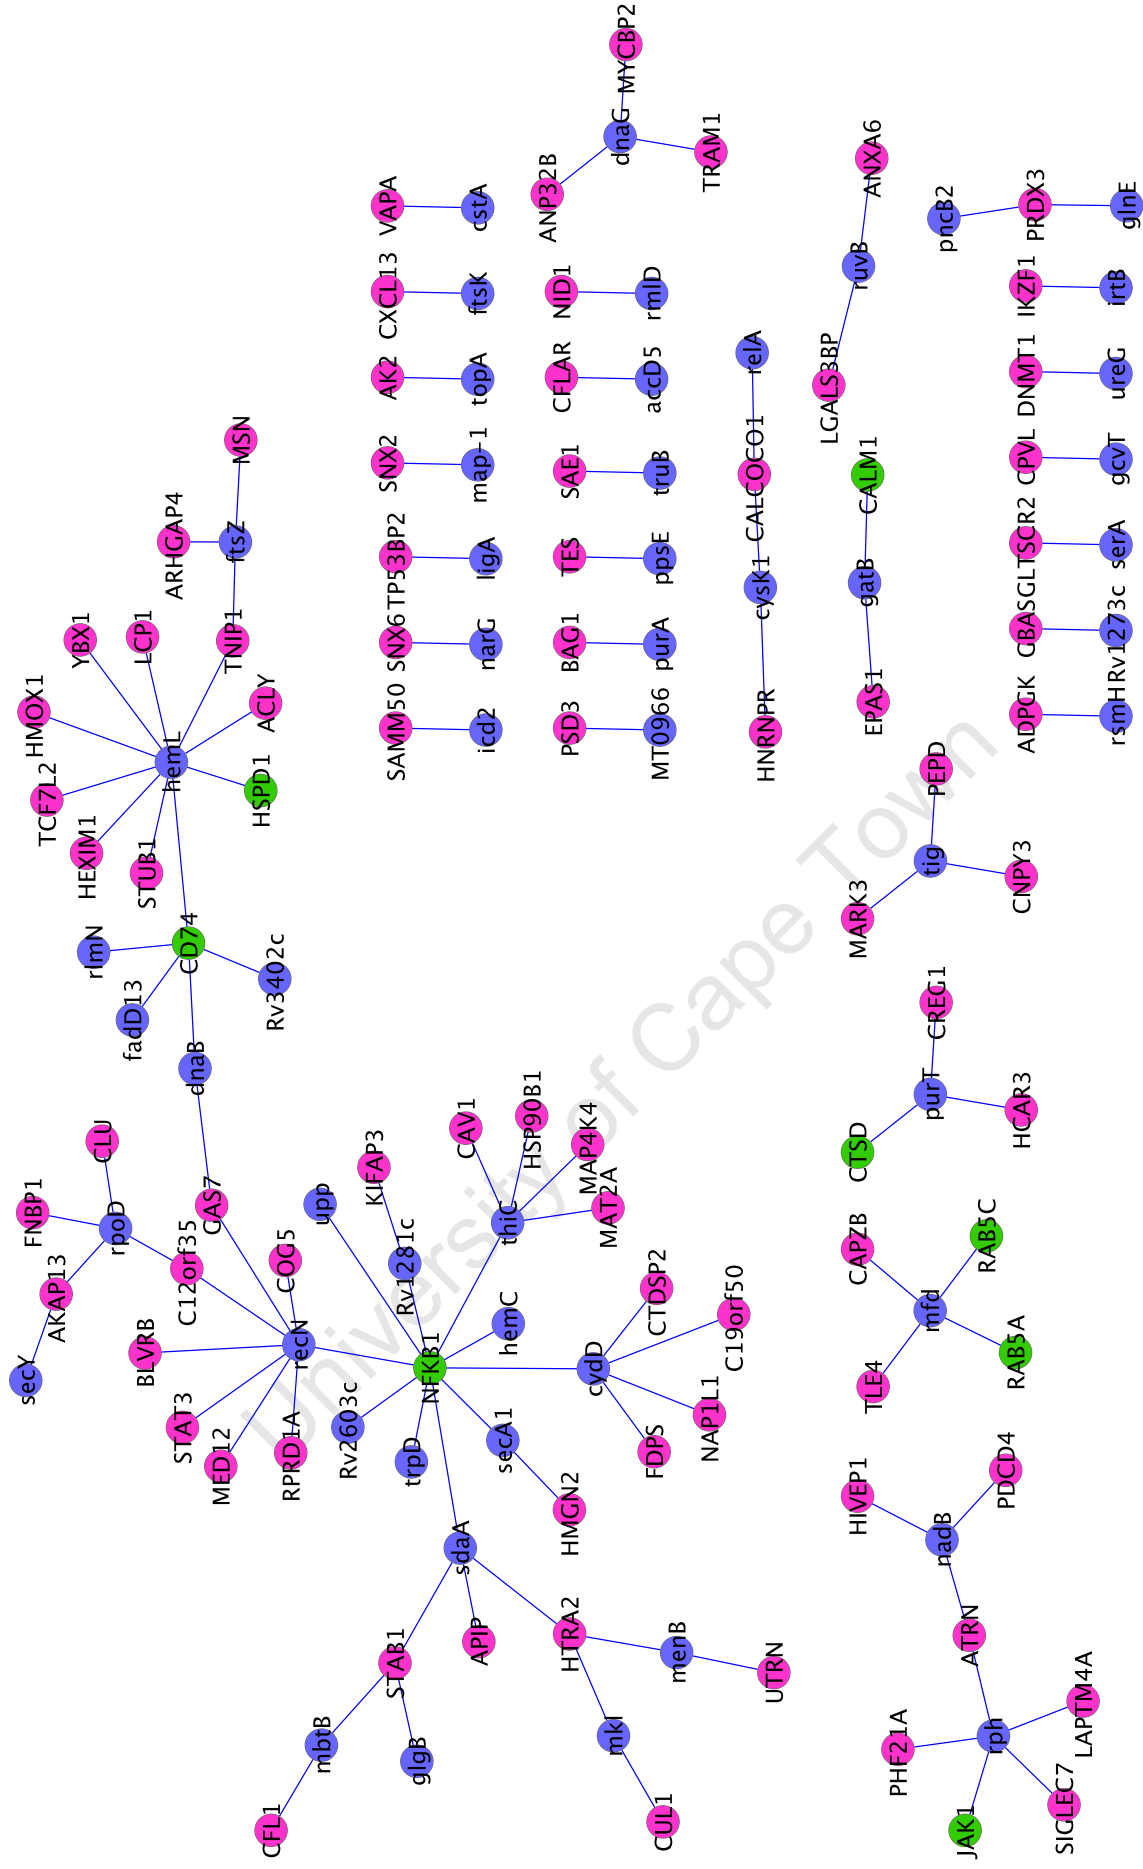 MYCBP2
dnaG
TRAM1
ANP32B
VAPA
cstA
CXCL13
ftsK
NID1
rmlD
AK2
topA
CFLAR
accD5
SNX2
map-1
SAE1
truB
TP53BP2
ligA
TES
ppsE
SNX6
narG
BAG1
purA
SAMM50
icd2
PSD3
MT0966
relA
CALCOCO1
cysK1
HNRNPR
ANXA6
ruvB
LGALS3BP
CALM1
gatB
EPAS1
pncB2
PRDX3
glnE
IKZF1
irtB
DNMT1
ureG
CPVL
gcvT
GLTSCR2
serA
GBAS
Rv1273c
ADPGK
rsmH
MSN
ARHGAP4
ftsZ
TNIP1
LCP1
YBX1
HMOX1
TCF7L2
HEXIM1
STUB1
hemL
ACLY
HSPD1
CD74
rlmN
fadD13
Rv3402c
dnaB
GAS7
CLU
FNBP1
rpoD
AKAP13
secY
C12orf35
COG5
BLVRB
recN
STAT3
MED12
RPRD1A
upp
KIFAP3
Rv1281c
NFKB1
hemC
thiC
CAV1
HSP90B1
MAP4K4
MAT2A
Rv2603c
trpD
secA1
HMGN2
cydD
CTDSP2
C19orf50
NAP1L1
FDPS
sdaA
STAB1
APIP
HTRA2
mbtB
glgB
CFL1
menB
UTRN
mkl
CUL1
PEPD
tig
MARK3
CNPY3
CREG1
purT
CTSD
HCAR3
CAPZB
RAB5C
mfd
TLE4
RAB5A
HIVEP1
PDCD4
nadB
ATRN
rph
PHF21A
LAPTM4A
SIGLEC7
JAK1
University of Cape Town